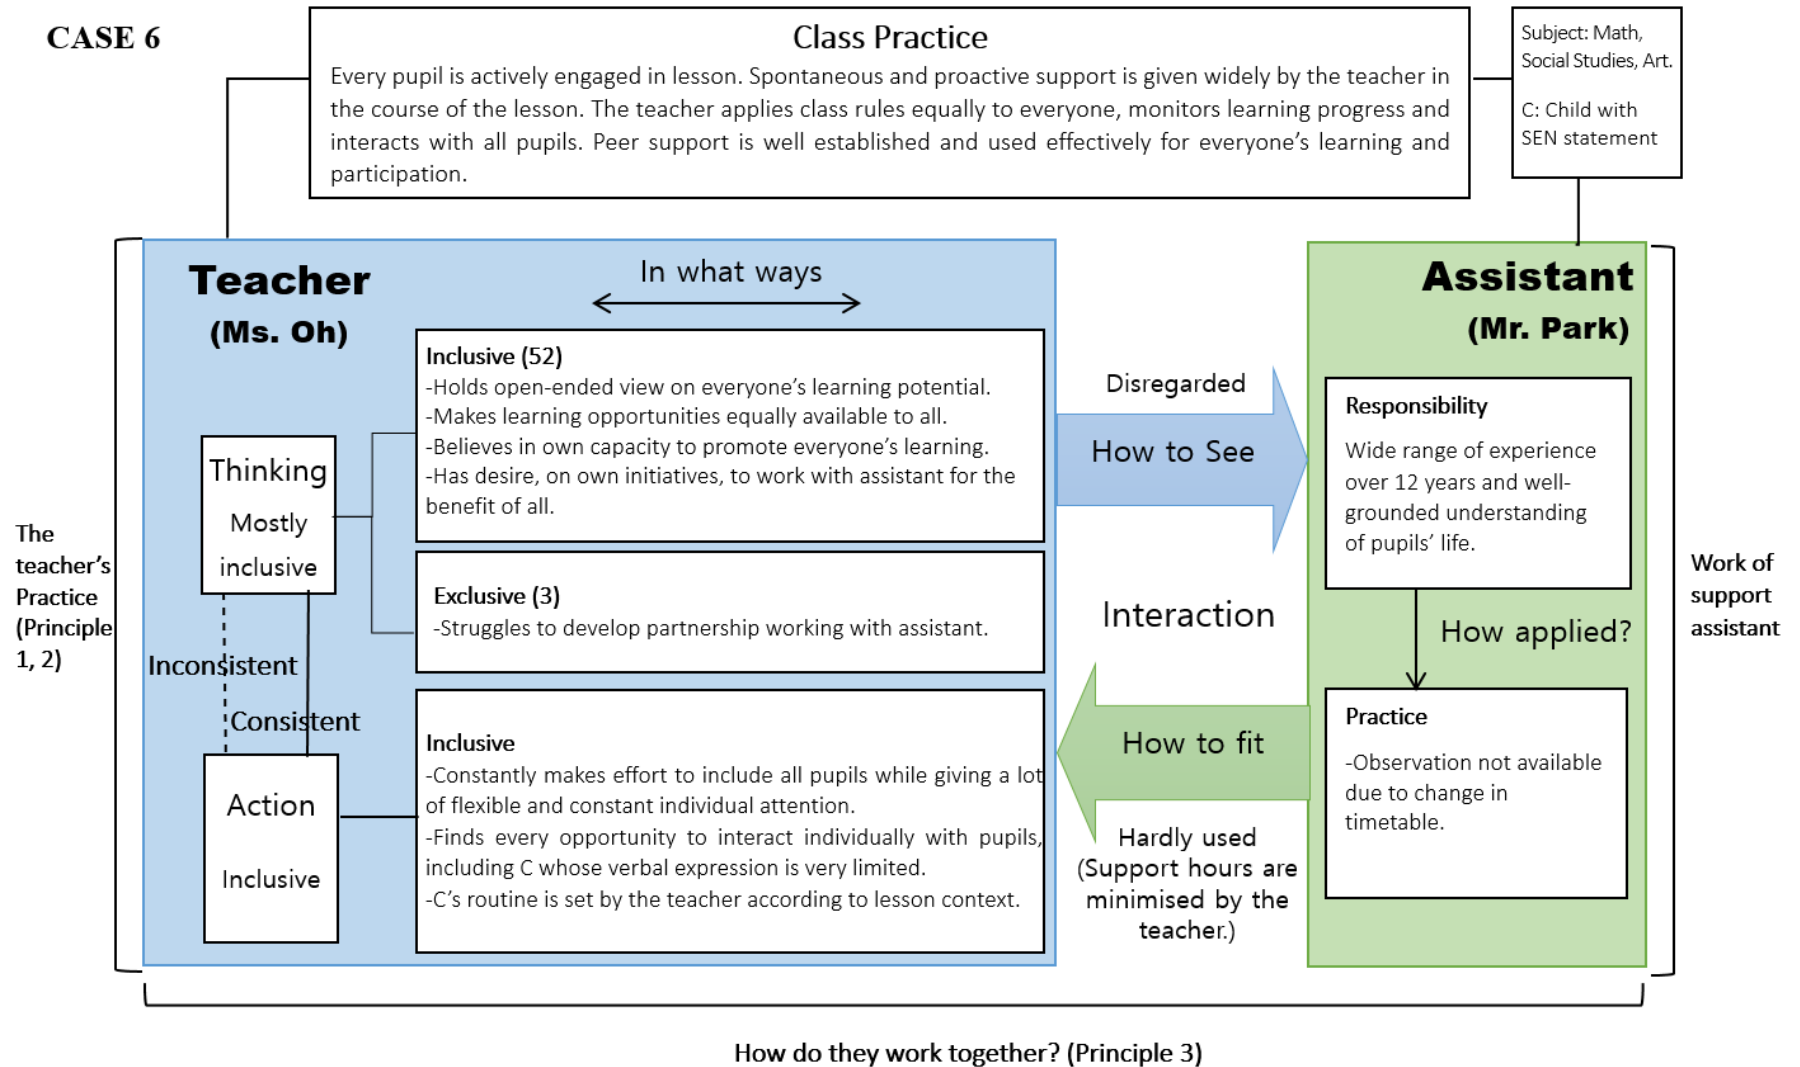 CASE 6
Class Practice
Every pupil is actively engaged in lesson. Spontaneous and proactive support is given widely by the teacher in
the course of the lesson. The teacher applies class rules equally to everyone, monitors learning progress and
interacts with all pupils. Peer support is well established and used effectively for everyone’s learning and
participation.
Subject: Math,
Social Studies, Art.
C: Child with
SEN statement
The
teacher’s
Practice
(Principle
1, 2)
Teacher
(Ms. Oh)
In what ways
Thinking
Mostly
inclusive
Inclusive (52)
-Holds open-ended view on everyone’s learning potential.
-Makes learning opportunities equally available to all.
-Believes in own capacity to promote everyone’s learning.
-Has desire, on own initiatives, to work with assistant for the
benefit of all.
Exclusive (3)
-Struggles to develop partnership working with assistant.
Inconsistent
Consistent
Action
Inclusive
Inclusive
-Constantly makes effort to include all pupils while giving a lot
of flexible and constant individual attention.
-Finds every opportunity to interact individually with pupils,
including C whose verbal expression is very limited.
-C’s routine is set by the teacher according to lesson context.
Disregarded
How to See
Interaction
How to fit
Hardly used
(Support hours are
minimised by the
teacher.)
Assistant
(Mr. Park)
Responsibility
Wide range of experience
over 12 years and well-
grounded understanding
of pupils’ life.
How applied?
Practice
-Observation not available
due to change in
timetable.
Work of
support
assistant
How do they work together? (Principle 3)